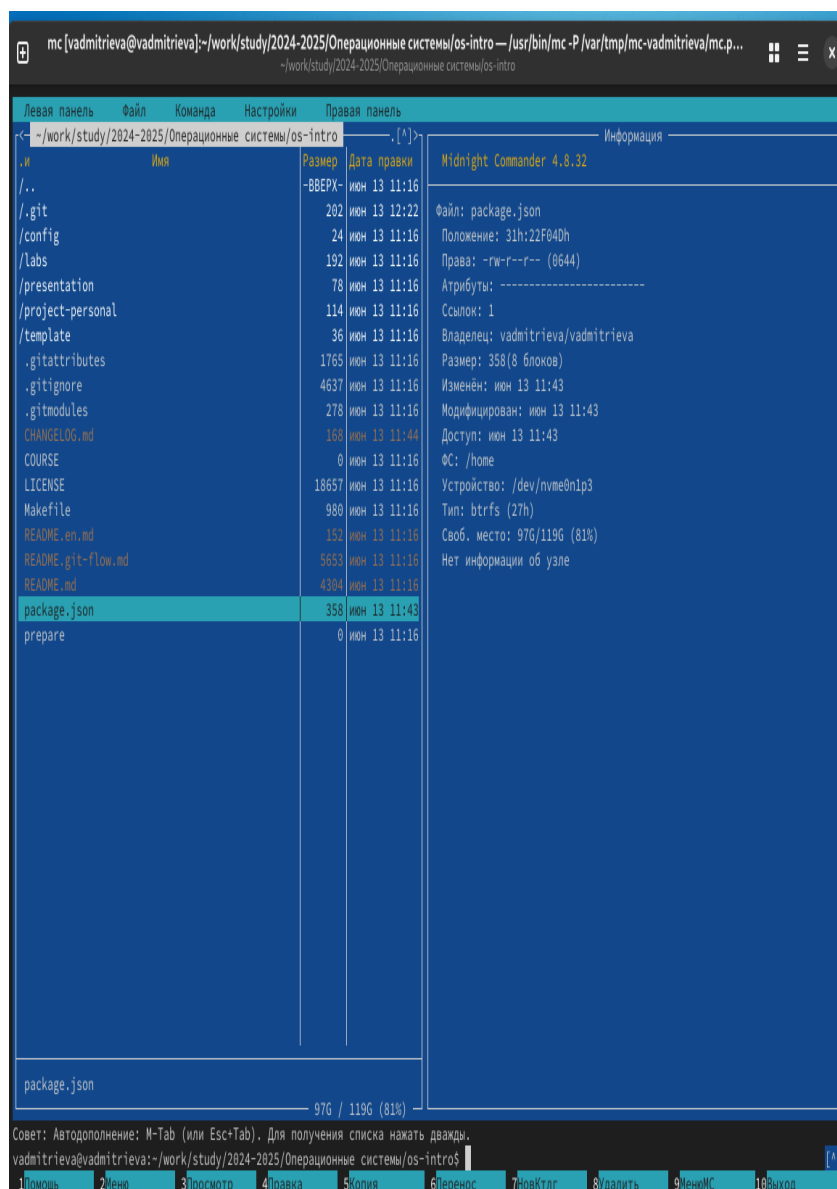 mc [vadmitrieva@vadmitrieva]:~/work/study/2024-2025/Операционные системы/os-intro — /usr/bin/mc -P /var/tmp/mc-vadmitrieva/mc.p...
~/work/study/2024-2025/Операционные системы/os-intro
Левая панель Файл Команда Настройки Правая панель
<─ ~/work/study/2024-2025/Операционные системы/os-intro ─.[^]>
.и Имя Размер Дата правки
/.. -ВВЕРХ- июн 13 11:16
/.git 202 июн 13 12:22
/config 24 июн 13 11:16
/labs 192 июн 13 11:16
/presentation 78 июн 13 11:16
/project-personal 114 июн 13 11:16
/template 36 июн 13 11:16
.gitattributes 1765 июн 13 11:16
.gitignore 4637 июн 13 11:16
.gitmodules 278 июн 13 11:16
CHANGELOG.md 168 июн 13 11:44
COURSE 0 июн 13 11:16
LICENSE 18657 июн 13 11:16
Makefile 980 июн 13 11:16
README.en.md 152 июн 13 11:16
README.git-flow.md 5653 июн 13 11:16
README.md 4304 июн 13 11:16
package.json 358 июн 13 11:43
prepare 0 июн 13 11:16
package.json
97G / 119G (81%)
Информация
Midnight Commander 4.8.32
Файл: package.json
Положение: 31h:22F04Dh
Права: -rw-r--r-- (0644)
Атрибуты: -------------------------
Ссылок: 1
Владелец: vadmitrieva/vadmitrieva
Размер: 358(8 блоков)
Изменён: июн 13 11:43
Модифицирован: июн 13 11:43
Доступ: июн 13 11:43
ФС: /home
Устройство: /dev/nvme0n1p3
Тип: btrfs (27h)
Своб. место: 97G/119G (81%)
Нет информации об узле
Совет: Автодополнение: M-Tab (или Esc+Tab). Для получения списка нажать дважды.
vadmitrieva@vadmitrieva:~/work/study/2024-2025/Операционные системы/os-intro$ [^
1Помощь 2Меню 3Просмотр 4Правка 5Копия 6Перенос 7НовКтлг 8Удалить 9МенюMC 10Выход